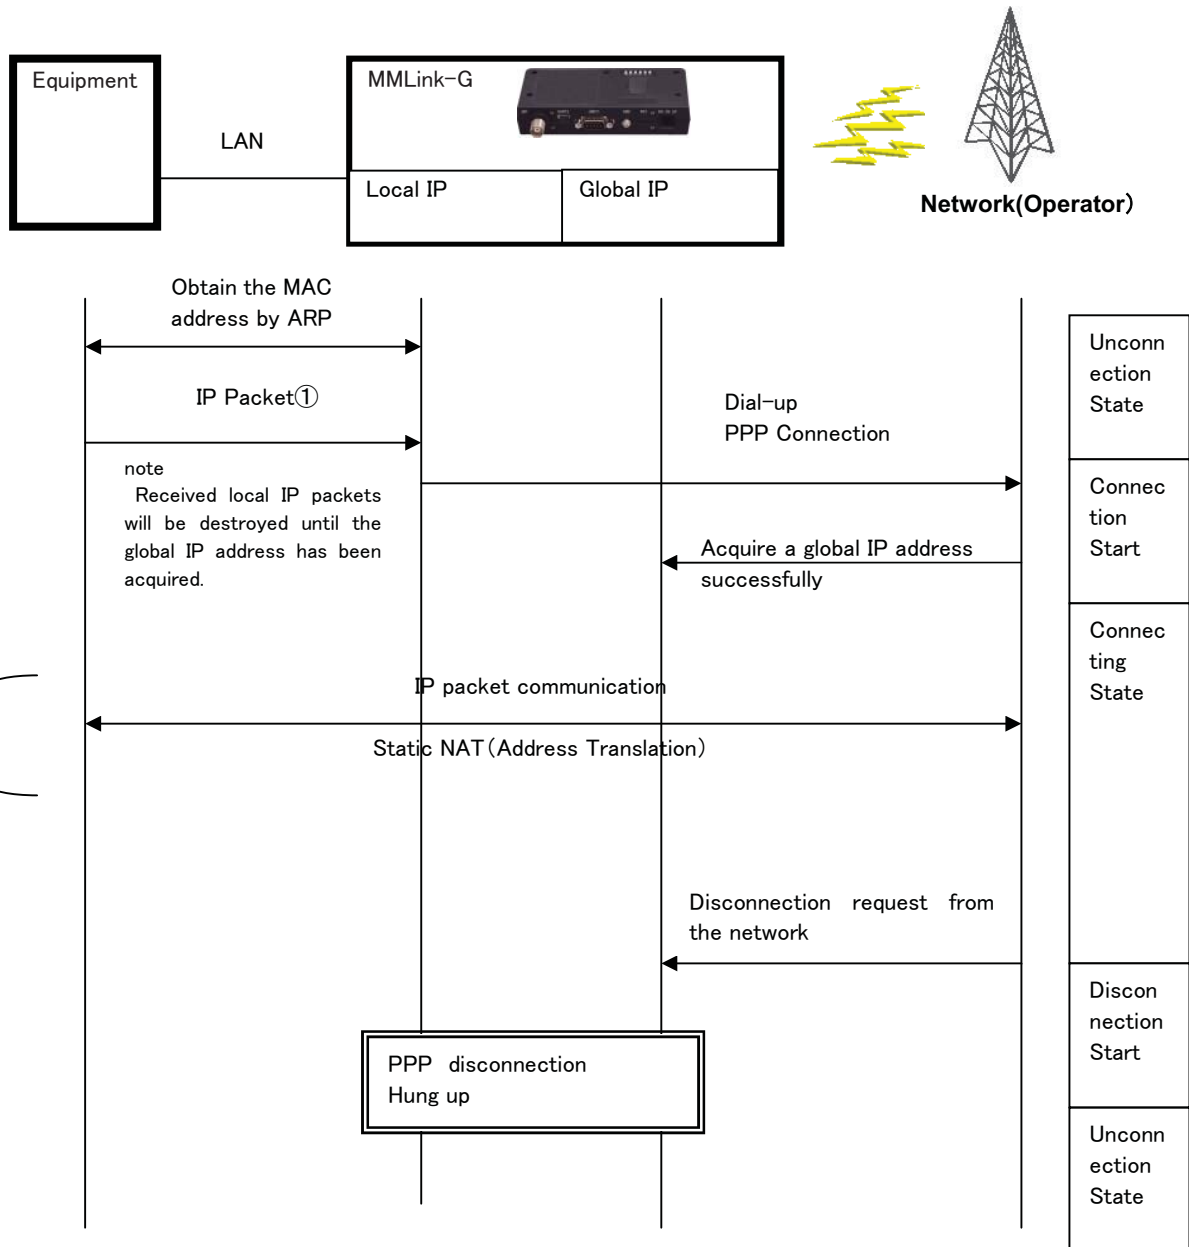 Equipment
MMLink-G
LAN
Local IP
Global IP
Network(Operator)
Obtain the MAC
address by ARP
IP Packet①
note
Received local IP packets
will be destroyed until the
global IP address has been
acquired.
Dial-up
PPP Connection
Acquire a global IP address
successfully
IP packet communication
Static NAT(Address Translation)
Disconnection request from
the network
PPP disconnection
Hung up
Unconn
ection
State
Connec
tion
Start
Connec
ting
State
Discon
nection
Start
Unconn
ection
State